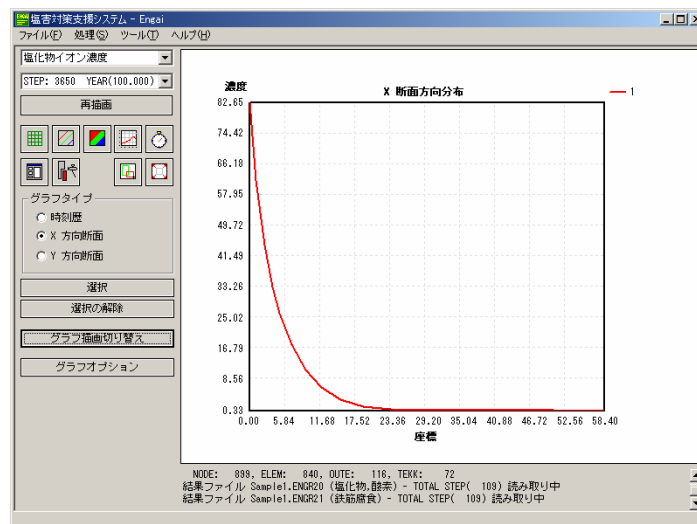 塩害対策支援システム - Engai
ファイル(F) 処理(S) ツール(T) ヘルプ(H)
塩化物イオン濃度
STEP: 3650 YEAR(100.000)
再描画
グラフタイプ
時刻歴
X 方向断面
Y 方向断面
選択
選択の解除
グラフ描画切り替え
グラフオプション
濃度
X 断面方向分布
1
82.65
74.42
66.18
57.95
49.72
41.49
33.26
25.02
16.79
8.56
0.33
0.00 5.84 11.68 17.52 23.36 29.20 35.04 40.88 46.72 52.56 58.40
座標
NODE: 899, ELEM: 840, OUTE: 116, TEKK: 72
結果ファイル Sample1.ENGR20 (塩化物,酸素) - TOTAL STEP( 109) 読み取り中
結果ファイル Sample1.ENGR21 (鉄筋腐食) - TOTAL STEP( 109) 読み取り中